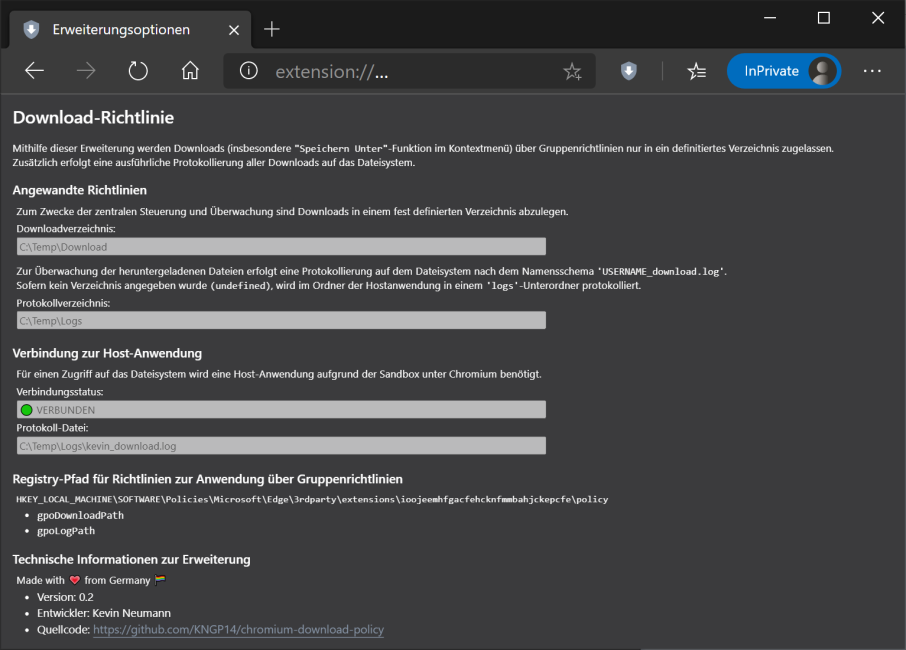 Erweiterungsoptionen
extension://...
InPrivate
Download-Richtlinie
Mithilfe dieser Erweiterung werden Downloads (insbesondere "Speichern Unter"-Funktion im Kontextmenü) über Gruppenrichtlinien nur in ein definiertes Verzeichnis zugelassen.
Zusätzlich erfolgt eine ausführliche Protokollierung aller Downloads auf das Dateisystem.
Angewandte Richtlinien
Zum Zwecke der zentralen Steuerung und Überwachung sind Downloads in einem fest definierten Verzeichnis abzulegen.
Downloadverzeichnis:
C:\Temp\Download
Zur Überwachung der heruntergeladenen Dateien erfolgt eine Protokollierung auf dem Dateisystem nach dem Namensschema 'USERNAME_download.log'.
Sofern kein Verzeichnis angegeben wurde (undefined), wird im Ordner der Hostanwendung in einem 'logs'-Unterordner protokolliert.
Protokollverzeichnis:
C:\Temp\Logs
Verbindung zur Host-Anwendung
Für einen Zugriff auf das Dateisystem wird eine Host-Anwendung aufgrund der Sandbox unter Chromium benötigt.
Verbindungsstatus:
VERBUNDEN
Protokoll-Datei:
C:\Temp\Logs\kevin_download.log
Registry-Pfad für Richtlinien zur Anwendung über Gruppenrichtlinien
HKEY_LOCAL_MACHINE\SOFTWARE\Policies\Microsoft\Edge\3rdparty\extensions\ioojeemhfgacfehcknfmmbahjckepcfe\policy
• gpoDownloadPath
• gpoLogPath
Technische Informationen zur Erweiterung
Made with ❤ from Germany
• Version: 0.2
• Entwickler: Kevin Neumann
• Quellcode: https://github.com/KNGP14/chromium-download-policy